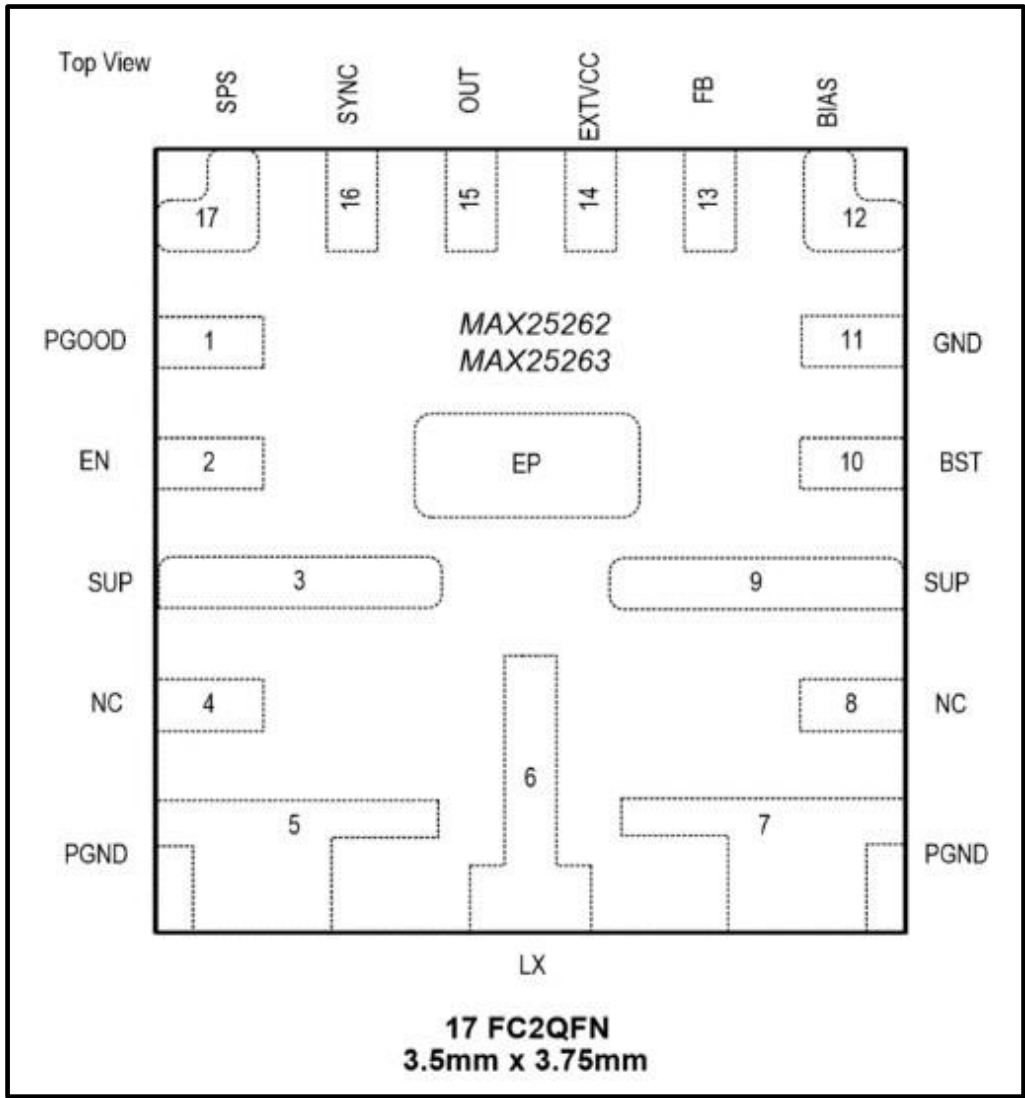 Top View
SPS
SYNC
OUT
EXTVCC
FB
BIAS
17
16
15
14
13
12
PGOOD
1
MAX25262
MAX25263
11
GND
EN
2
EP
10
BST
SUP
3
9
SUP
NC
4
8
NC
6
5
7
PGND
PGND
LX
17 FC2QFN
3.5mm x 3.75mm